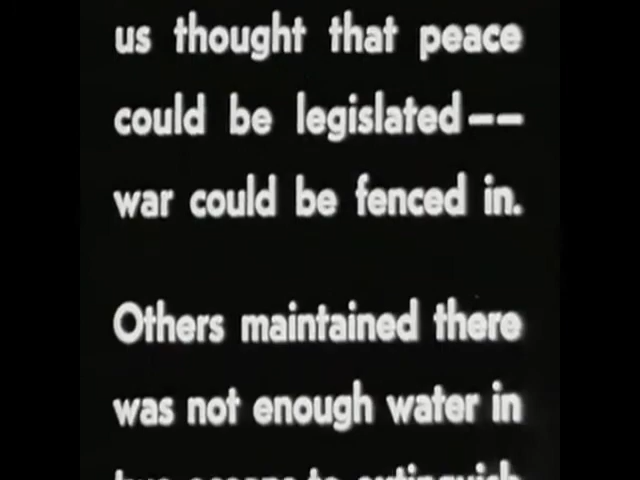 us thought that peace
could be legislated--
war could be fenced in.
Others maintained there
was not enough water in